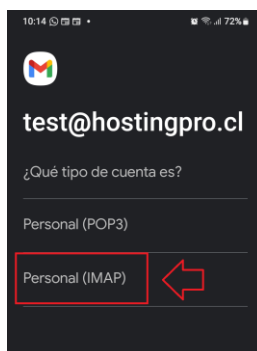 10:14 72%
test@hostingpro.cl
¿Qué tipo de cuenta es?
Personal (POP3)
Personal (IMAP)